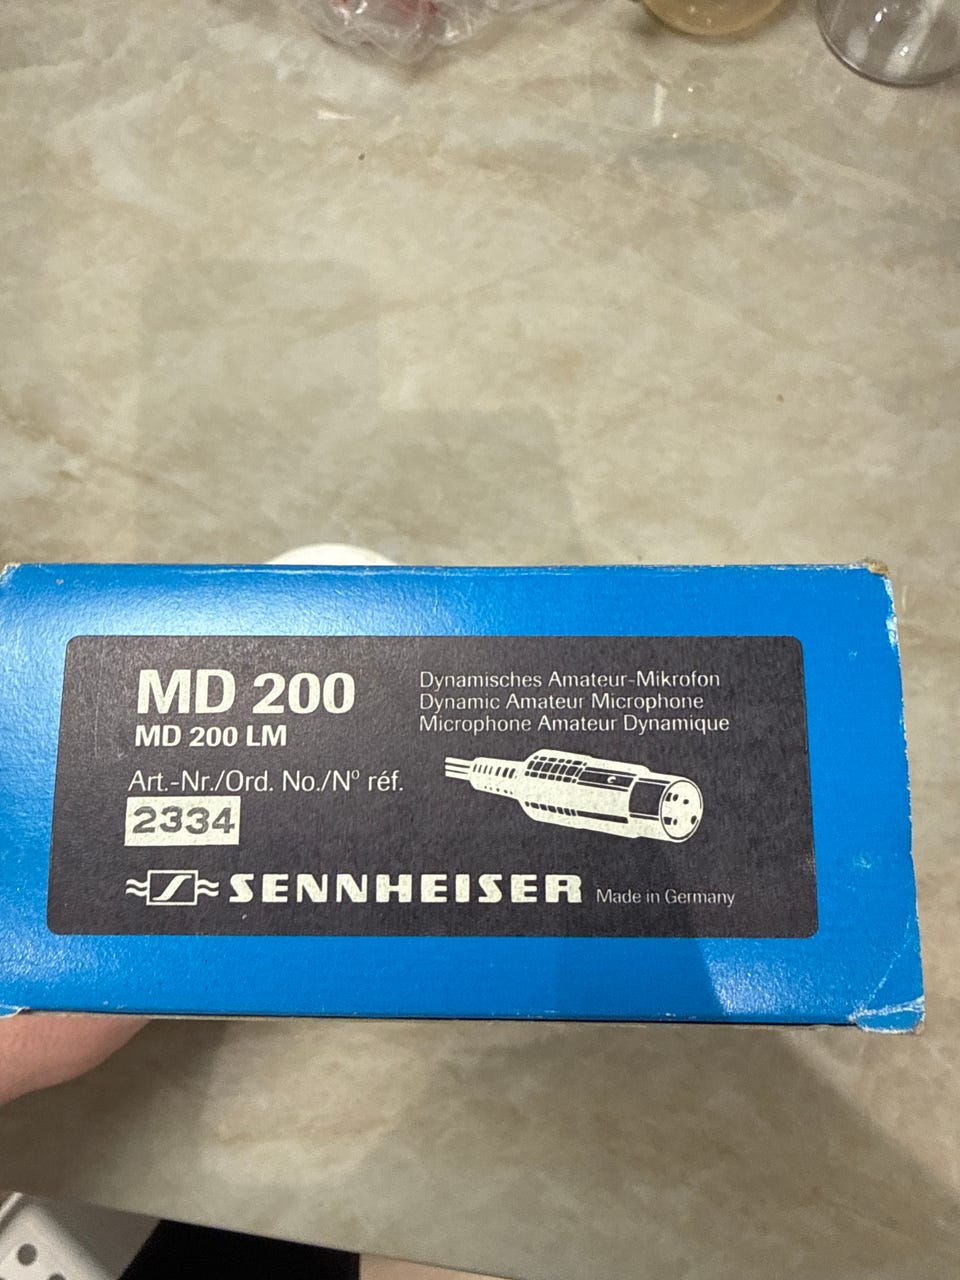 MD 200
MD 200 LM
Art.-Nr./Ord. No./Nº réf.
2334
Dynamisches Amateur-Mikrofon
Dynamic Amateur Microphone
Microphone Amateur Dynamique
SENNHEISER
Made in Germany